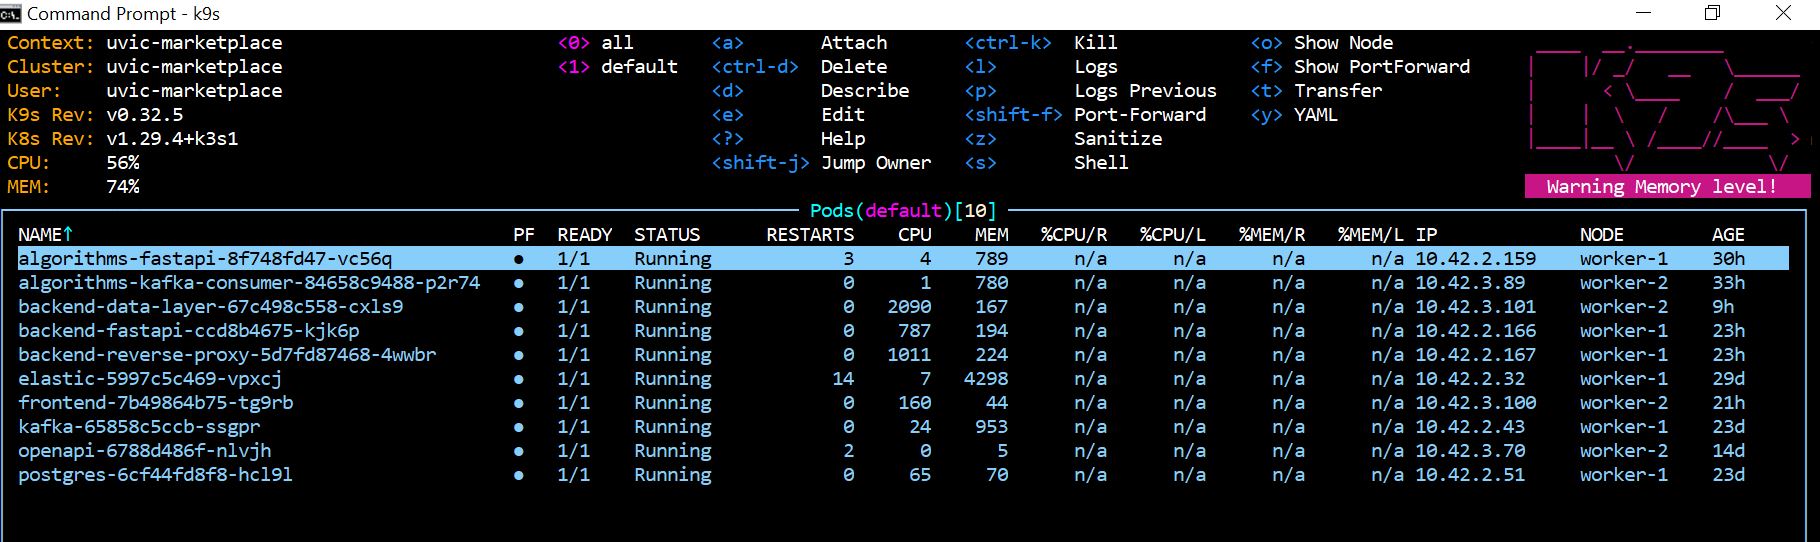 Command Prompt - k9s
Context: uvic-marketplace <0> all <a> Attach <ctrl-k> Kill <o> Show Node
Cluster: uvic-marketplace <1> default <ctrl-d> Delete <l> Logs <f> Show PortForward
User: uvic-marketplace <d> Describe <p> Logs Previous <t> Transfer
K9s Rev: v0.32.5 <e> Edit <shift-f> Port-Forward <y> YAML
K8s Rev: v1.29.4+k3s1 <?> Help <z> Sanitize
CPU: 56% <shift-j> Jump Owner <s> Shell
MEM: 74% Warning Memory level!
Pods(default)[10]
NAME↑ PF READY STATUS RESTARTS CPU MEM %CPU/R %CPU/L %MEM/R %MEM/L IP NODE AGE
algorithms-fastapi-8f748fd47-vc56q ● 1/1 Running 3 4 789 n/a n/a n/a n/a 10.42.2.159 worker-1 30h
algorithms-kafka-consumer-84658c9488-p2r74 ● 1/1 Running 0 1 780 n/a n/a n/a n/a 10.42.3.89 worker-2 33h
backend-data-layer-67c498c558-cxls9 ● 1/1 Running 0 2090 167 n/a n/a n/a n/a 10.42.3.101 worker-2 9h
backend-fastapi-ccd8b4675-kjk6p ● 1/1 Running 0 787 194 n/a n/a n/a n/a 10.42.2.166 worker-1 23h
backend-reverse-proxy-5d7fd87468-4wwbr ● 1/1 Running 0 1011 224 n/a n/a n/a n/a 10.42.2.167 worker-1 23h
elastic-5997c5c469-vpxcj ● 1/1 Running 14 7 4298 n/a n/a n/a n/a 10.42.2.32 worker-1 29d
frontend-7b49864b75-tg9rb ● 1/1 Running 0 160 44 n/a n/a n/a n/a 10.42.3.100 worker-2 21h
kafka-65858c5ccb-ssgpr ● 1/1 Running 0 24 953 n/a n/a n/a n/a 10.42.2.43 worker-1 23d
openapi-6788d486f-nlvjh ● 1/1 Running 2 0 5 n/a n/a n/a n/a 10.42.3.70 worker-2 14d
postgres-6cf44fd8f8-hcl9l ● 1/1 Running 0 65 70 n/a n/a n/a n/a 10.42.2.51 worker-1 23d